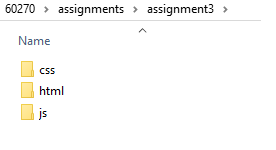 60270 > assignments > assignment3 >
Name
css
html
js